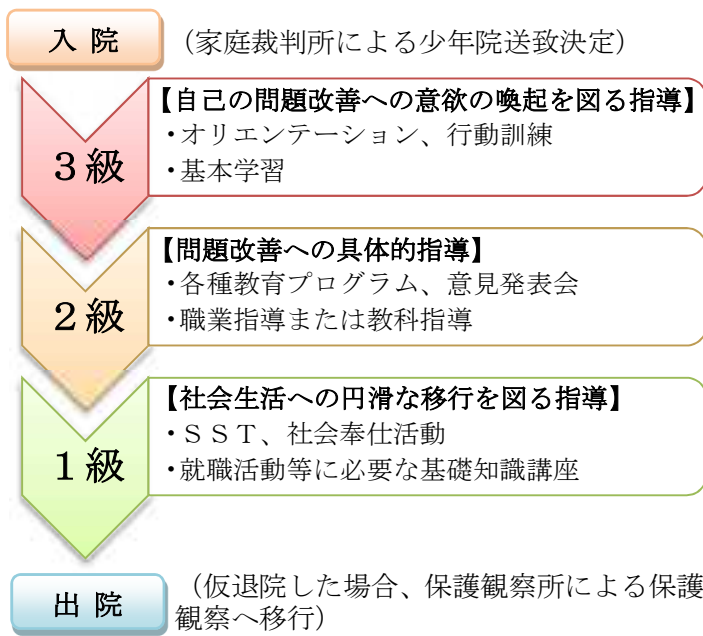 入院 （家庭裁判所による少年院送致決定）
【自己の問題改善への意欲の喚起を図る指導】
・オリエンテーション、行動訓練
３級
・基本学習
【問題改善への具体的指導】
・各種教育プログラム、意見発表会
２級
・職業指導または教科指導
【社会生活への円滑な移行を図る指導】
・ＳＳＴ、社会奉仕活動
１級
・就職活動等に必要な基礎知識講座
出院
（仮退院した場合、保護観察所による保護
観察へ移行）